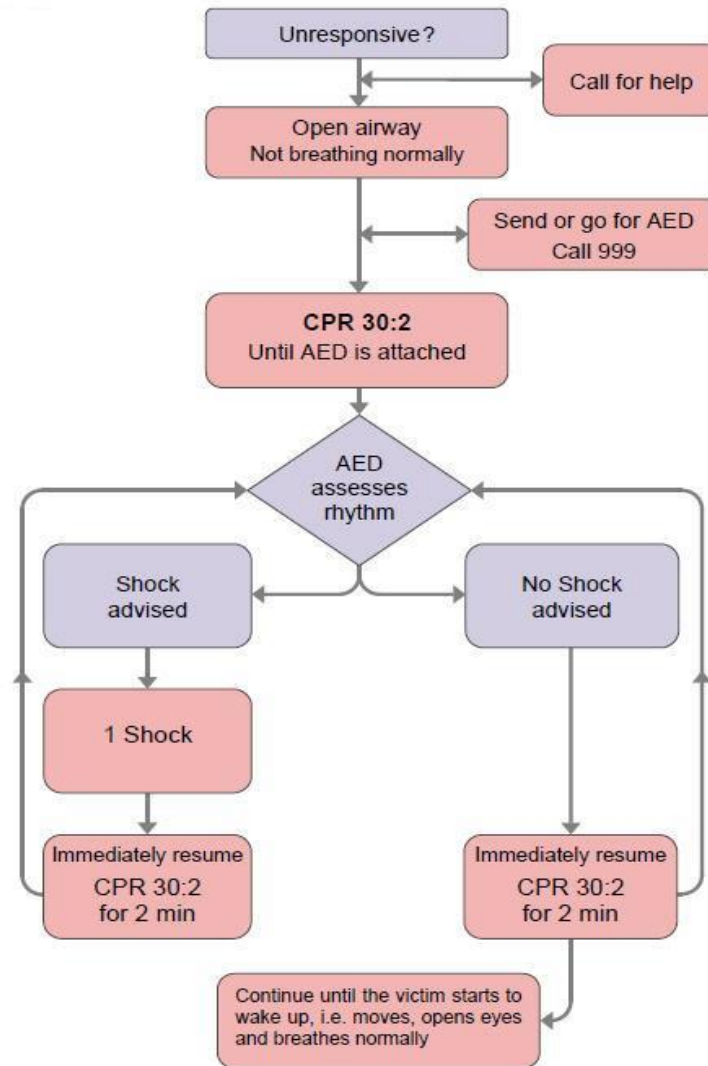 Unresponsive?
Call for help
Open airway
Not breathing normally
Send or go for AED
Call 999
CPR 30:2
Until AED is attached
AED
assesses
rhythm
Shock
advised
No Shock
advised
1 Shock
Immediately resume
CPR 30:2
for 2 min
Immediately resume
CPR 30:2
for 2 min
Continue until the victim starts to
wake up, i.e. moves, opens eyes
and breathes normally